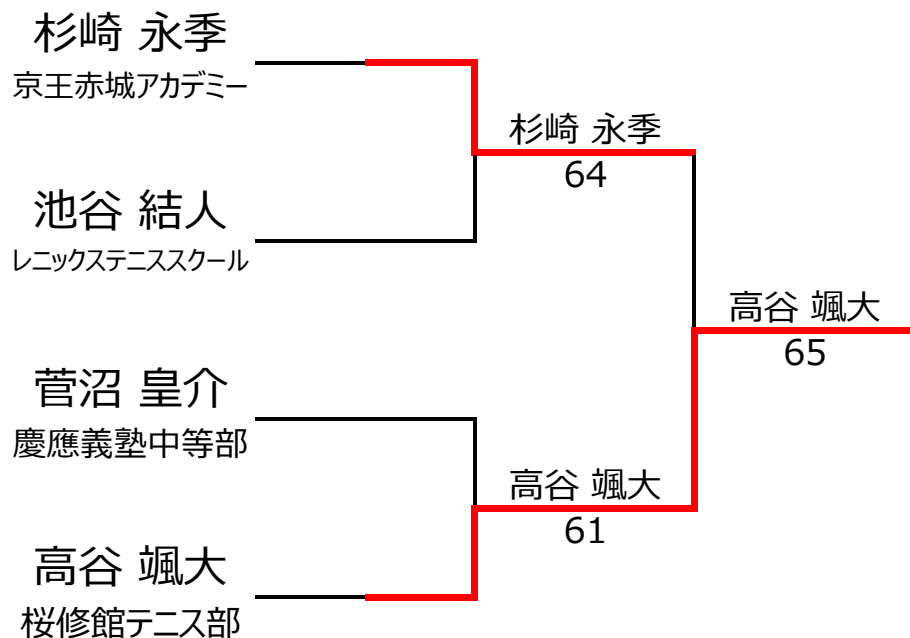 杉崎 永季
京王赤城アカデミー
杉崎 永季
64
池谷 結人
レニックステニススクール
高谷 颯大
65
菅沼 皇介
慶應義塾中等部
高谷 颯大
61
高谷 颯大
桜修館テニス部